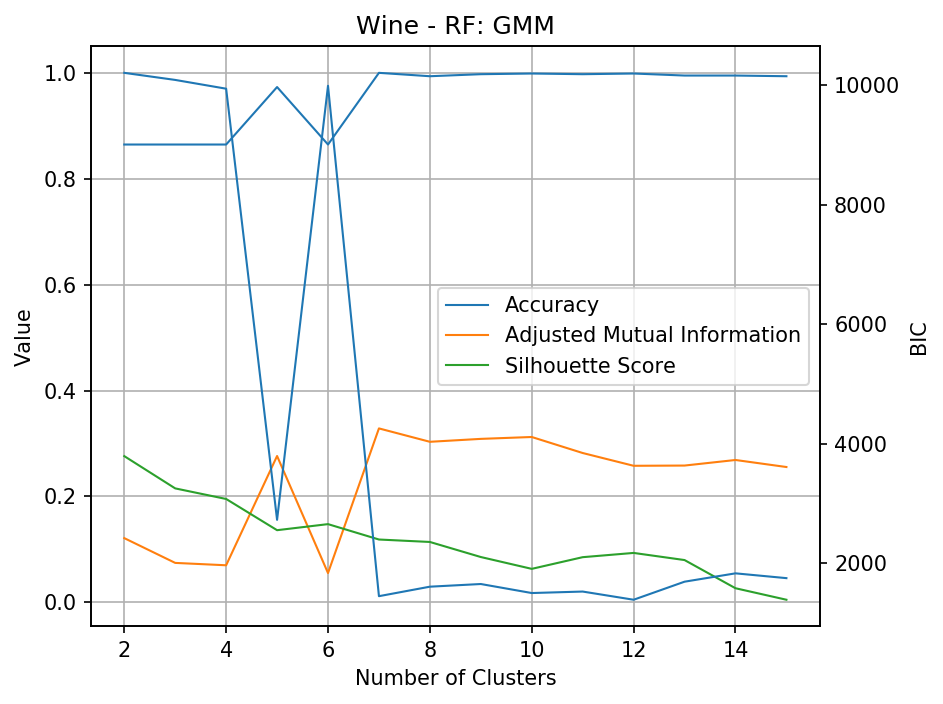 Wine - RF: GMM
1.0
0.8
0.6
0.4
0.2
0.0
Value
10000
8000
6000
4000
2000
BIC
Accuracy
Adjusted Mutual Information
Silhouette Score
2 4 6 8 10 12 14
Number of Clusters